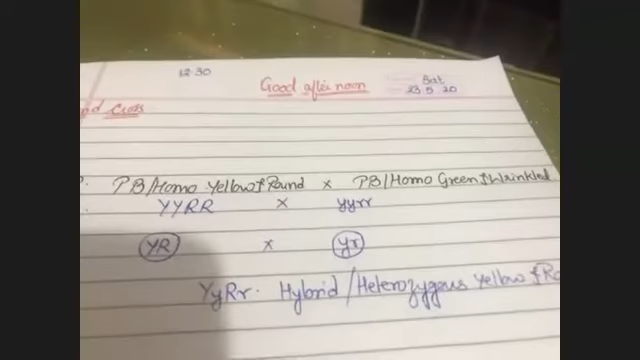 12:30
Good afternoon
Sat
23.5.20
Cross
PB/Homo Yellow & Round x PB/Homo Green & Wrinkled
YYRR x yyrr
YR x yr
YyRr. Hybrid/Heterozygous Yellow &